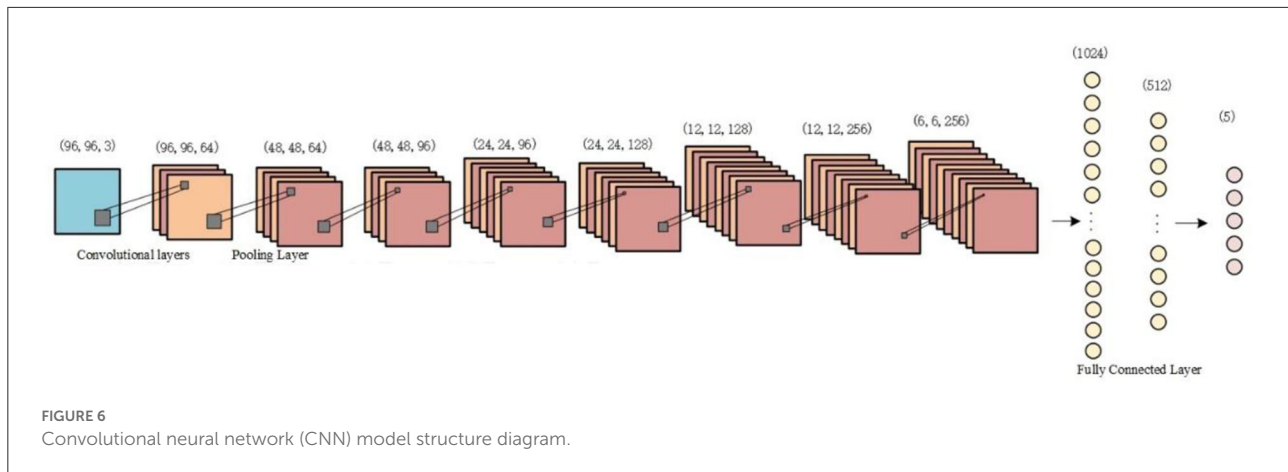 (1024)
(512)
(5)
(96, 96, 3)
(96, 96, 64)
(48, 48, 64)
(48, 48, 96)
(24, 24, 96)
(24, 24, 128)
(12, 12, 128)
(12, 12, 256)
(6, 6, 256)
Convolutional layers
Pooling Layer
Fully Connected Layer
FIGURE 6
Convolutional neural network (CNN) model structure diagram.